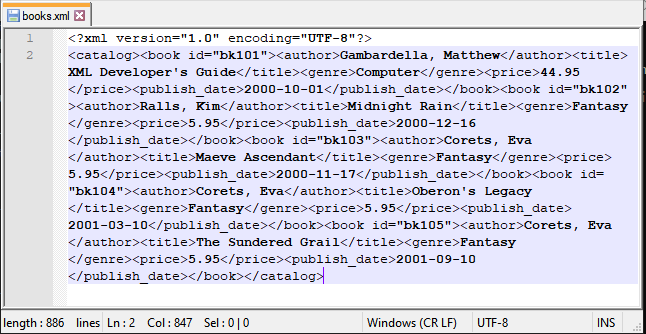 books.xml
1 <?xml version="1.0" encoding="UTF-8"?>
2 <catalog><book id="bk101"><author>Gambardella, Matthew</author><title>
XML Developer's Guide</title><genre>Computer</genre><price>44.95
</price><publish_date>2000-10-01</publish_date></book><book id="bk102"
><author>Ralls, Kim</author><title>Midnight Rain</title><genre>Fantasy
</genre><price>5.95</price><publish_date>2000-12-16
</publish_date></book><book id="bk103"><author>Corets, Eva
</author><title>Maeve Ascendant</title><genre>Fantasy</genre><price>
5.95</price><publish_date>2000-11-17</publish_date></book><book id=
"bk104"><author>Corets, Eva</author><title>Oberon's Legacy
</title><genre>Fantasy</genre><price>5.95</price><publish_date>
2001-03-10</publish_date></book><book id="bk105"><author>Corets, Eva
</author><title>The Sundered Grail</title><genre>Fantasy
</genre><price>5.95</price><publish_date>2001-09-10
</publish_date></book></catalog>
length : 886 lines Ln : 2 Col : 847 Sel : 0 | 0 Windows (CR LF) UTF-8 INS